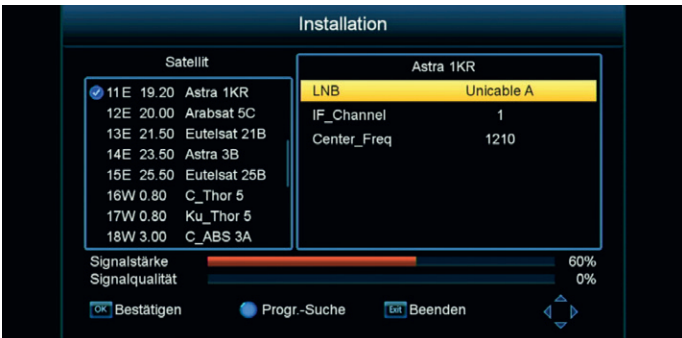 Installation
Satellit
11E 19.20 Astra 1KR
12E 20.00 Arabsat 5C
13E 21.50 Eutelsat 21B
14E 23.50 Astra 3B
15E 25.50 Eutelsat 25B
16W 0.80 C_Thor 5
17W 0.80 Ku_Thor 5
18W 3.00 C_ABS 3A
Astra 1KR
LNB Unicable A
IF_Channel 1
Center_Freq 1210
Signalstärke 60%
Signalqualität 0%
OK Bestätigen Progr.-Suche Exit Beenden